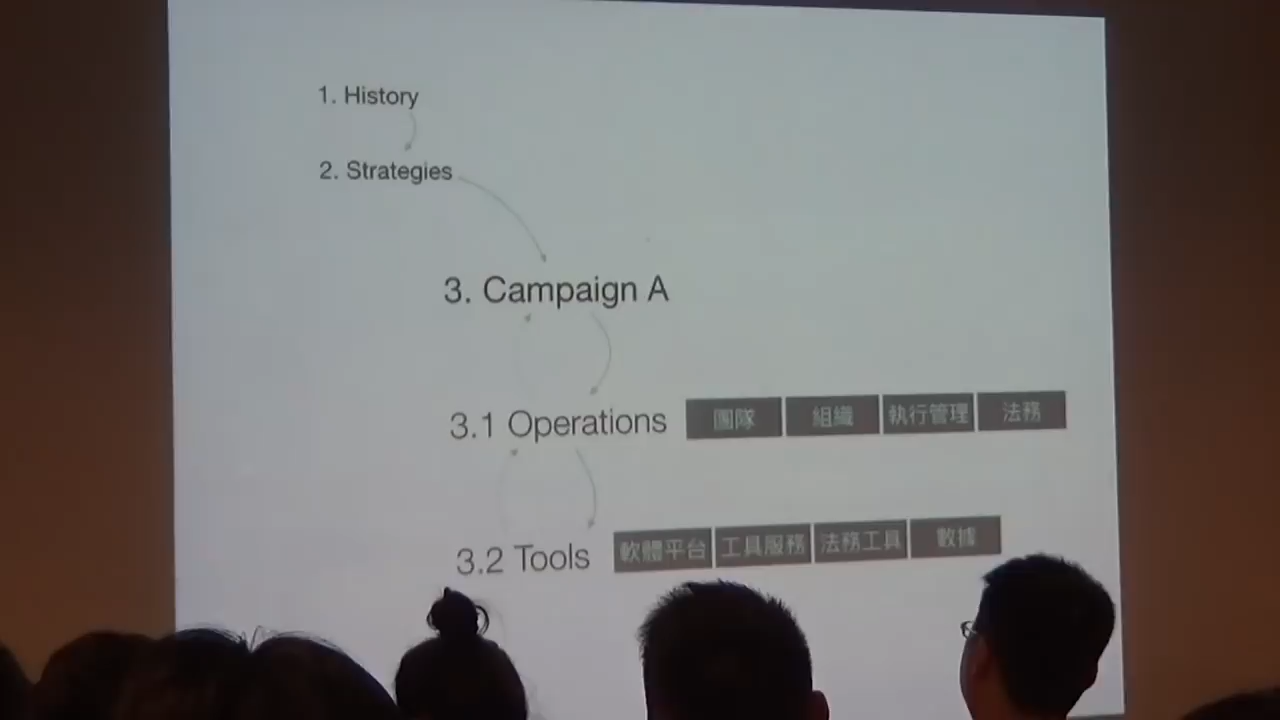 1. History
2. Strategies
3. Campaign A
3.1 Operations 團隊 組織 執行管理 法務
3.2 Tools 軟體平台 工具服務 法務工具 數據